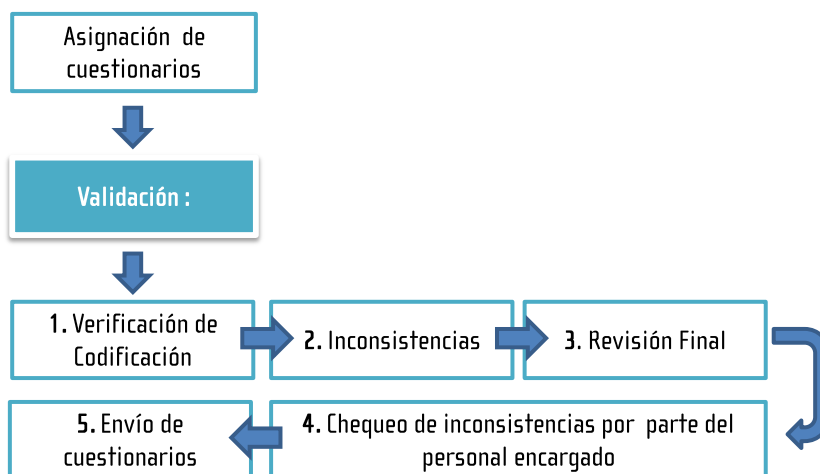 Asignación de
cuestionarios
Validación :
1. Verificación de
Codificación
2. Inconsistencias
3. Revisión Final
5. Envío de
cuestionarios
4. Chequeo de inconsistencias por parte del
personal encargado